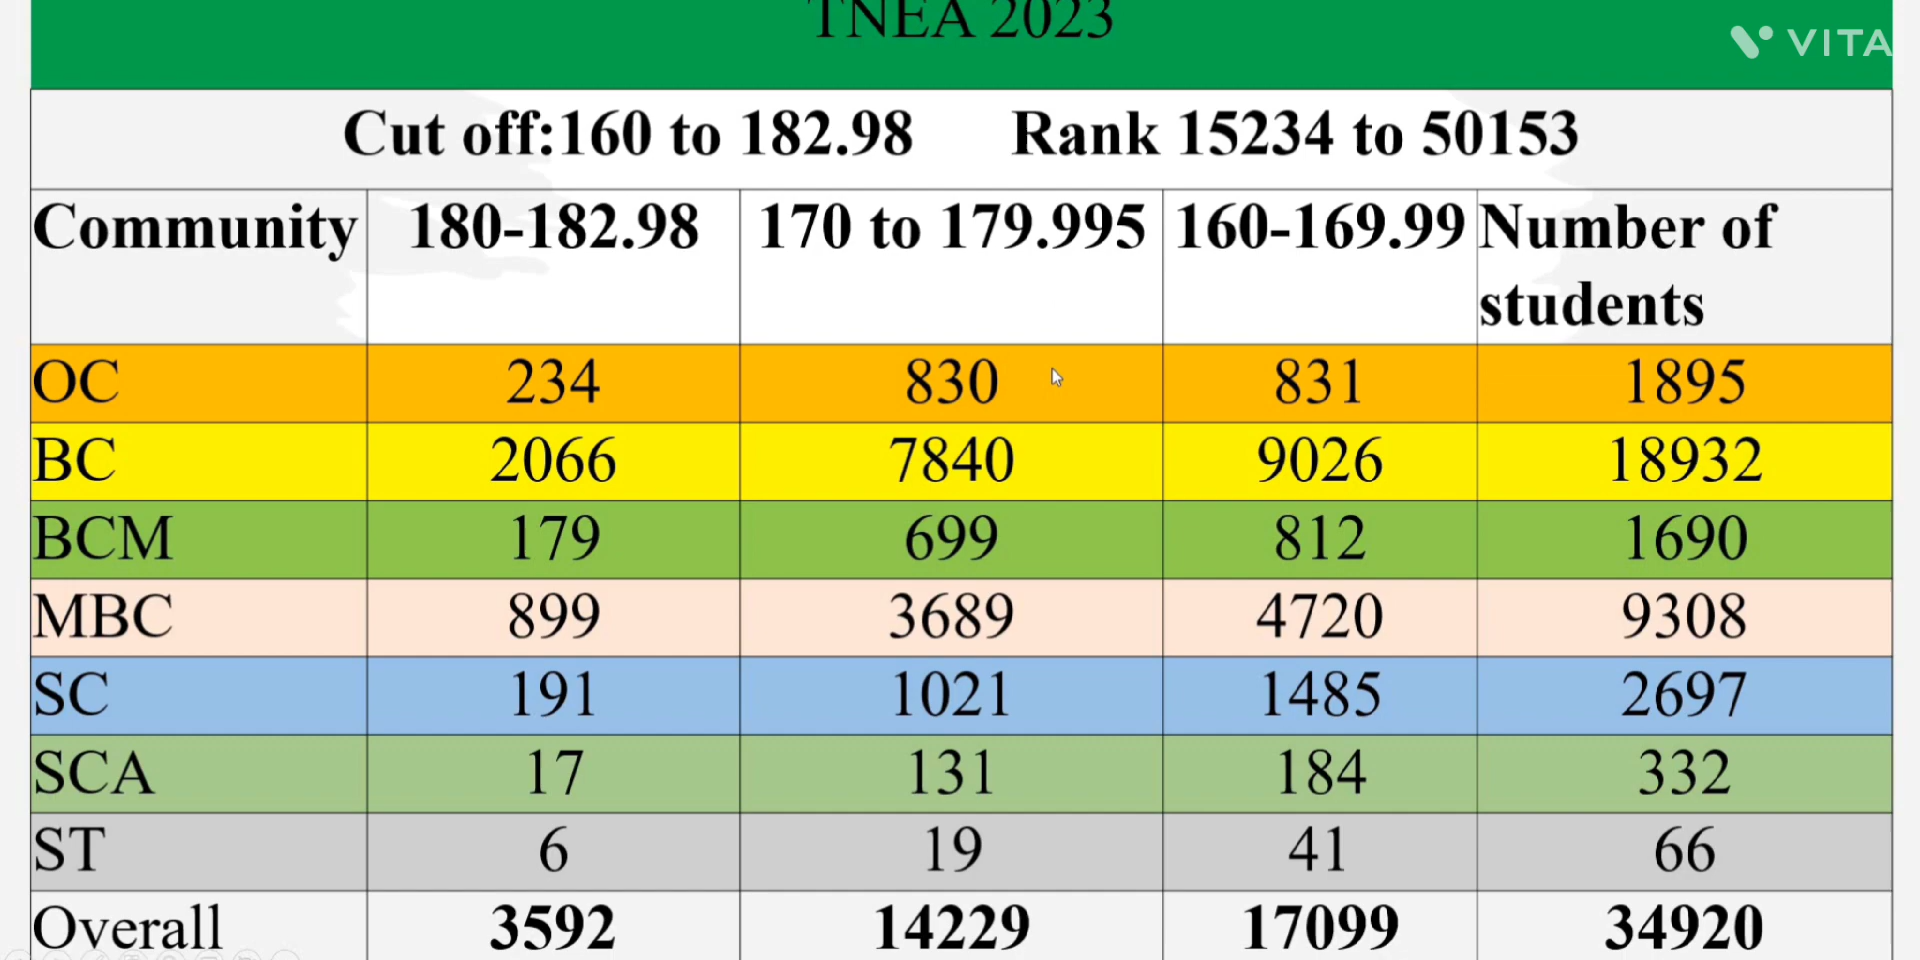 TNEA 2023
VITA
Cut off:160 to 182.98 Rank 15234 to 50153
Community 180-182.98 170 to 179.995 160-169.99 Number of
students
OC 234 830 831 1895
BC 2066 7840 9026 18932
BCM 179 699 812 1690
MBC 899 3689 4720 9308
SC 191 1021 1485 2697
SCA 17 131 184 332
ST 6 19 41 66
Overall 3592 14229 17099 34920